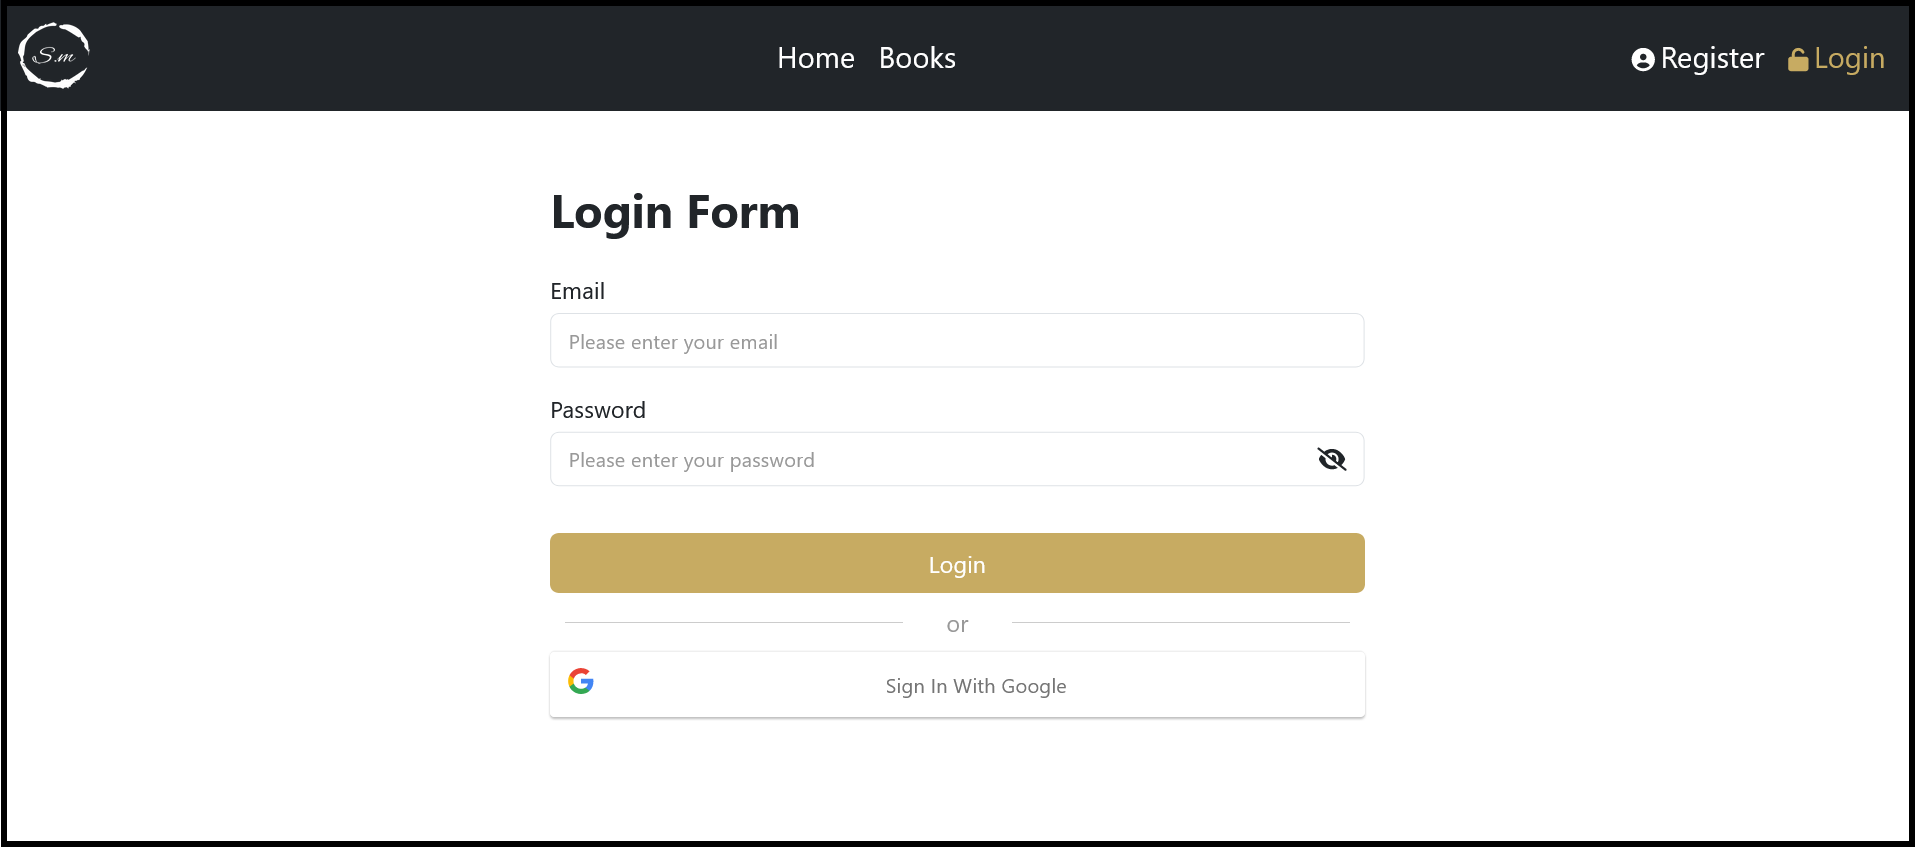 S.m
Home Books
Register Login
Login Form
Email
Please enter your email
Password
Please enter your password
Login
or
Sign In With Google